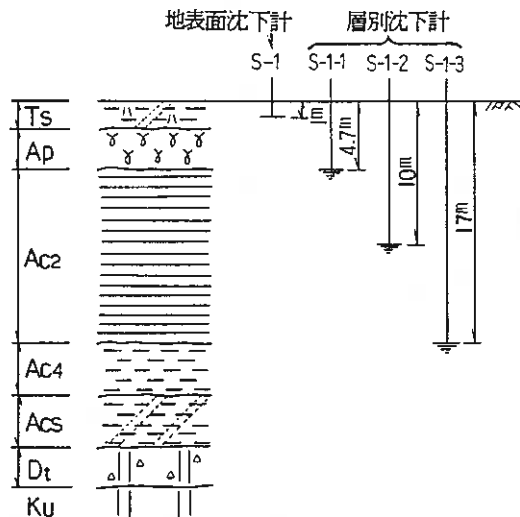 地表面沈下計 層別沈下計
S-1 S-1-1 S-1-2 S-1-3
Ts
Ap
Ac2
Ac4
Acs
Dt
Ku
1m
4.7m
10m
17m